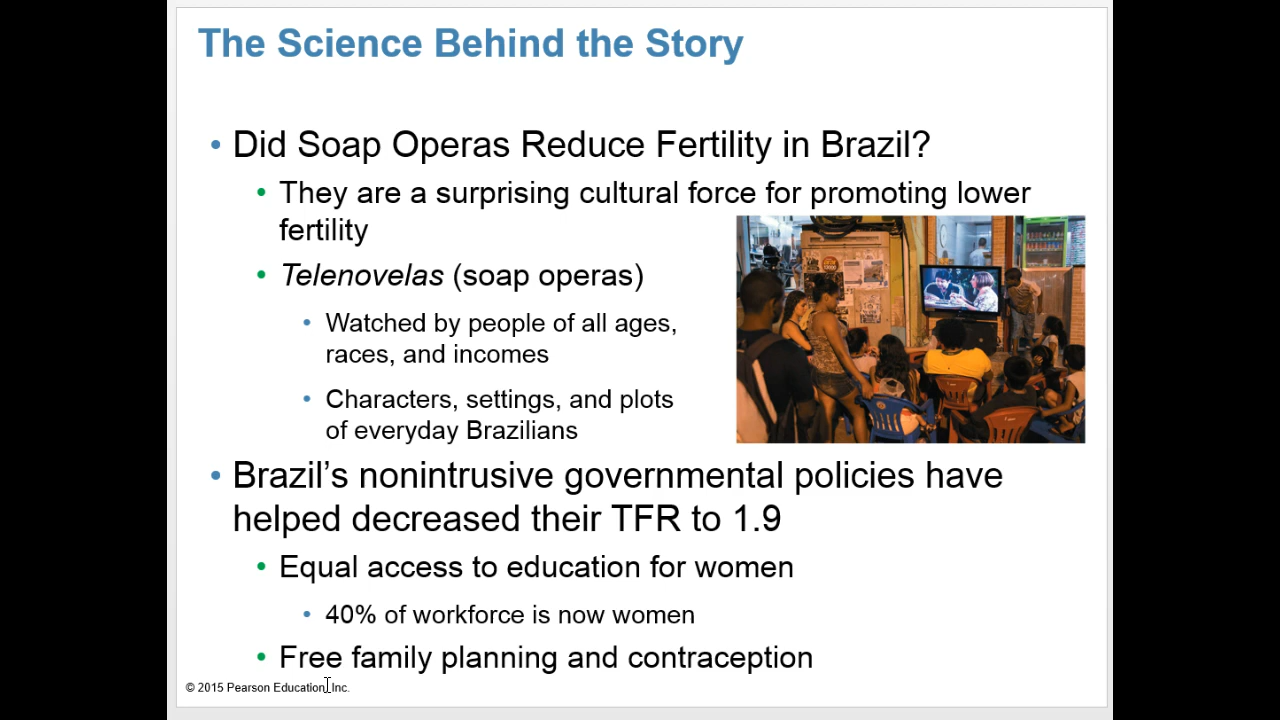 The Science Behind the Story
• Did Soap Operas Reduce Fertility in Brazil?
• They are a surprising cultural force for promoting lower
fertility
• Telenovelas (soap operas)
• Watched by people of all ages,
races, and incomes
• Characters, settings, and plots
of everyday Brazilians
• Brazil’s nonintrusive governmental policies have
helped decreased their TFR to 1.9
• Equal access to education for women
• 40% of workforce is now women
• Free family planning and contraception
© 2015 Pearson Education, Inc.